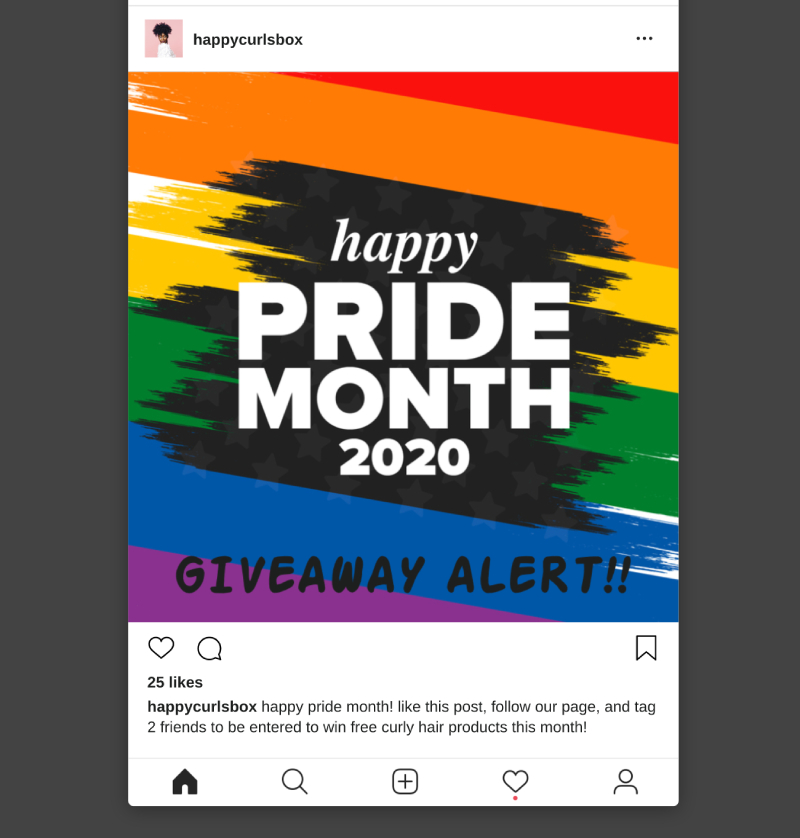 happycurlsbox
happy
PRIDE
MONTH
2020
GIVEAWAY ALERT!!
25 likes
happycurlsbox happy pride month! like this post, follow our page, and tag
2 friends to be entered to win free curly hair products this month!